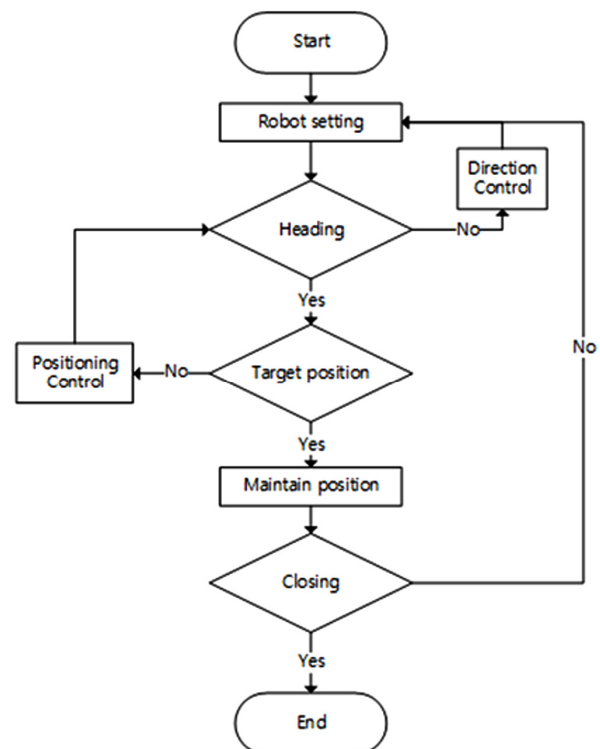 Start
Robot setting
Direction
Control
Heading
No
Yes
No
Positioning
Control
No
Target position
Yes
Maintain position
Closing
Yes
End